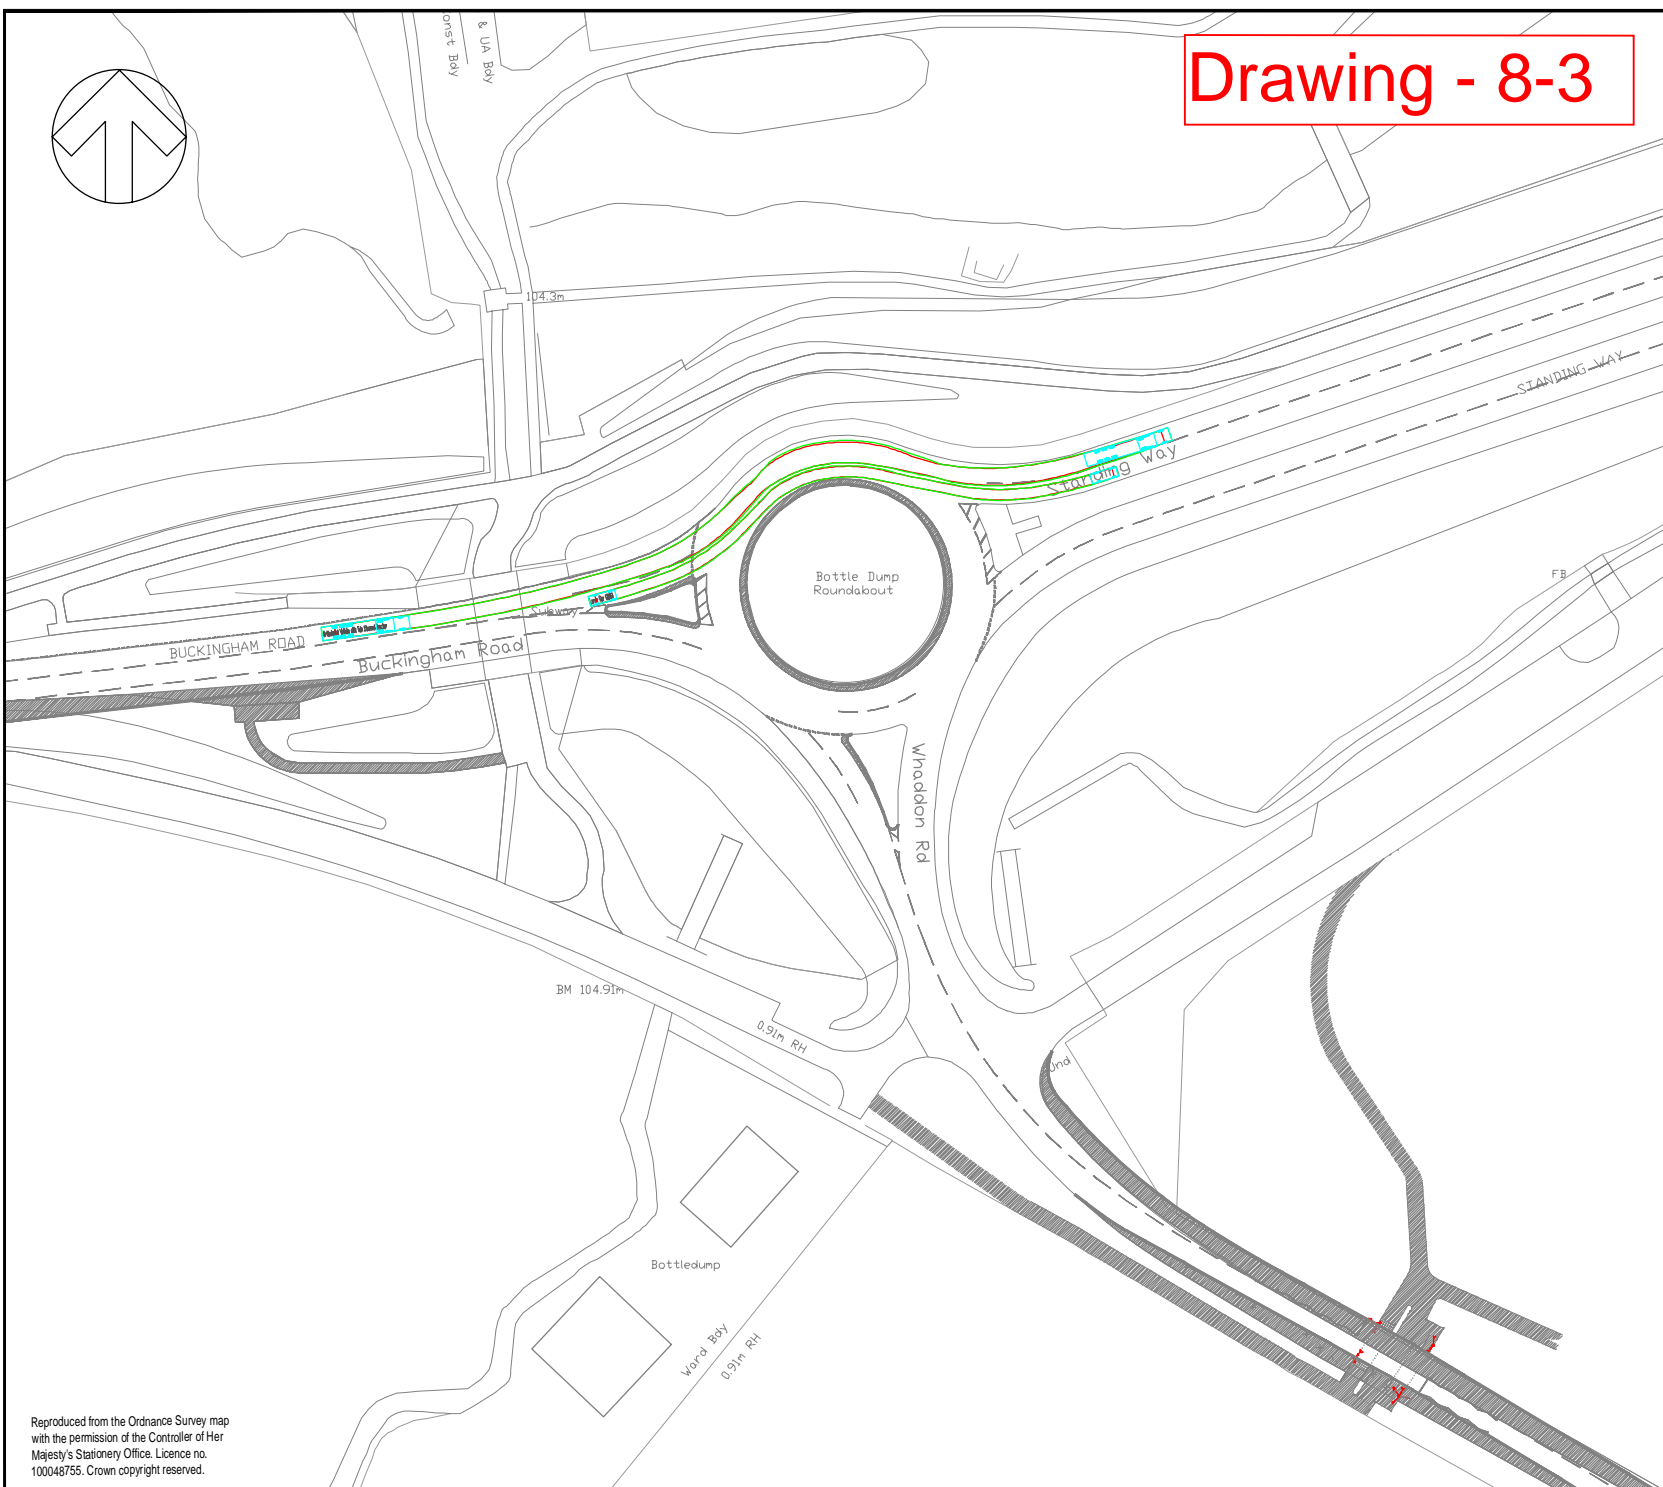 onst Bdy
& UA Bdy
Drawing - 8-3
104.3m
STANDING WAY
Standing Way
Bottle Dump
Roundabout
FB
Subway
BUCKINGHAM ROAD
Buckingham Road
Whaddon Rd
BM 104.91m
0.91m RH
Und
Bottledump
Ward Bdy
0.91m RH
Reproduced from the Ordnance Survey map
with the permission of the Controller of Her
Majesty's Stationery Office. Licence no.
100048755. Crown copyright reserved.